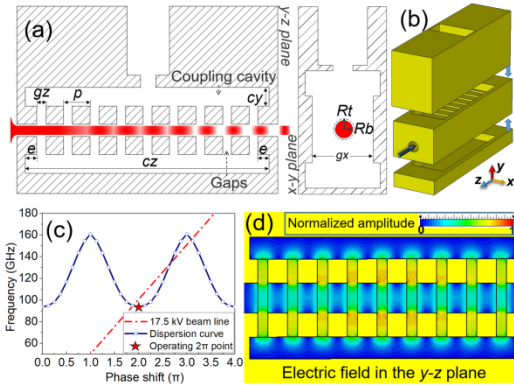 (a)
y-z plane
gz
p
Coupling cavity
cy
e
cz
e
Gaps
x-y plane
Rt
Rb
gx
(b)
y
z
x
(c)
Frequency (GHz)
180
160
140
120
100
80
60
17.5 kV beam line
Dispersion curve
Operating 2π point
0.0 0.5 1.0 1.5 2.0 2.5 3.0 3.5 4.0
Phase shift (π)
(d)
Normalized amplitude
0 1
Electric field in the y-z plane